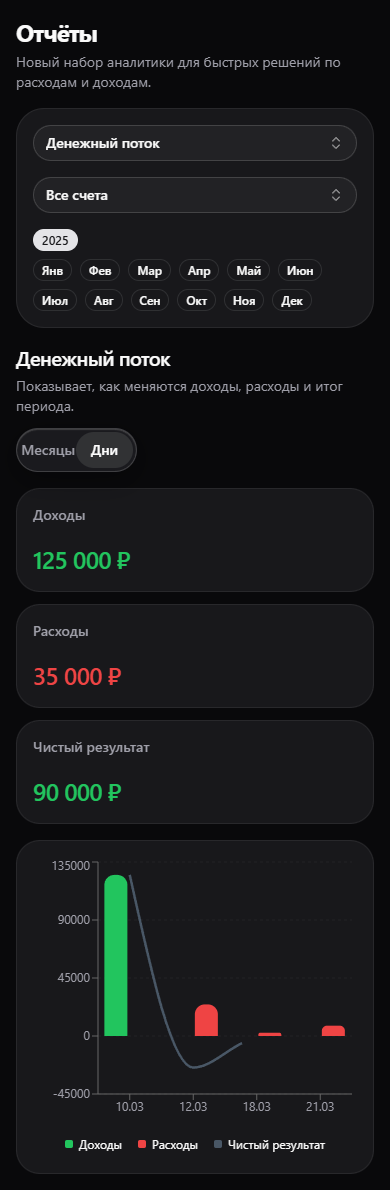 Отчёты
Новый набор аналитики для быстрых решений по
расходам и доходам.
Денежный поток
Все счета
2025
Янв Фев Мар Апр Май Июн
Июл Авг Сен Окт Ноя Дек
Денежный поток
Показывает, как меняются доходы, расходы и итог
периода.
Месяцы Дни
Доходы
125 000 ₽
Расходы
35 000 ₽
Чистый результат
90 000 ₽
135000
90000
45000
0
-45000
10.03 12.03 18.03 21.03
Доходы Расходы Чистый результат